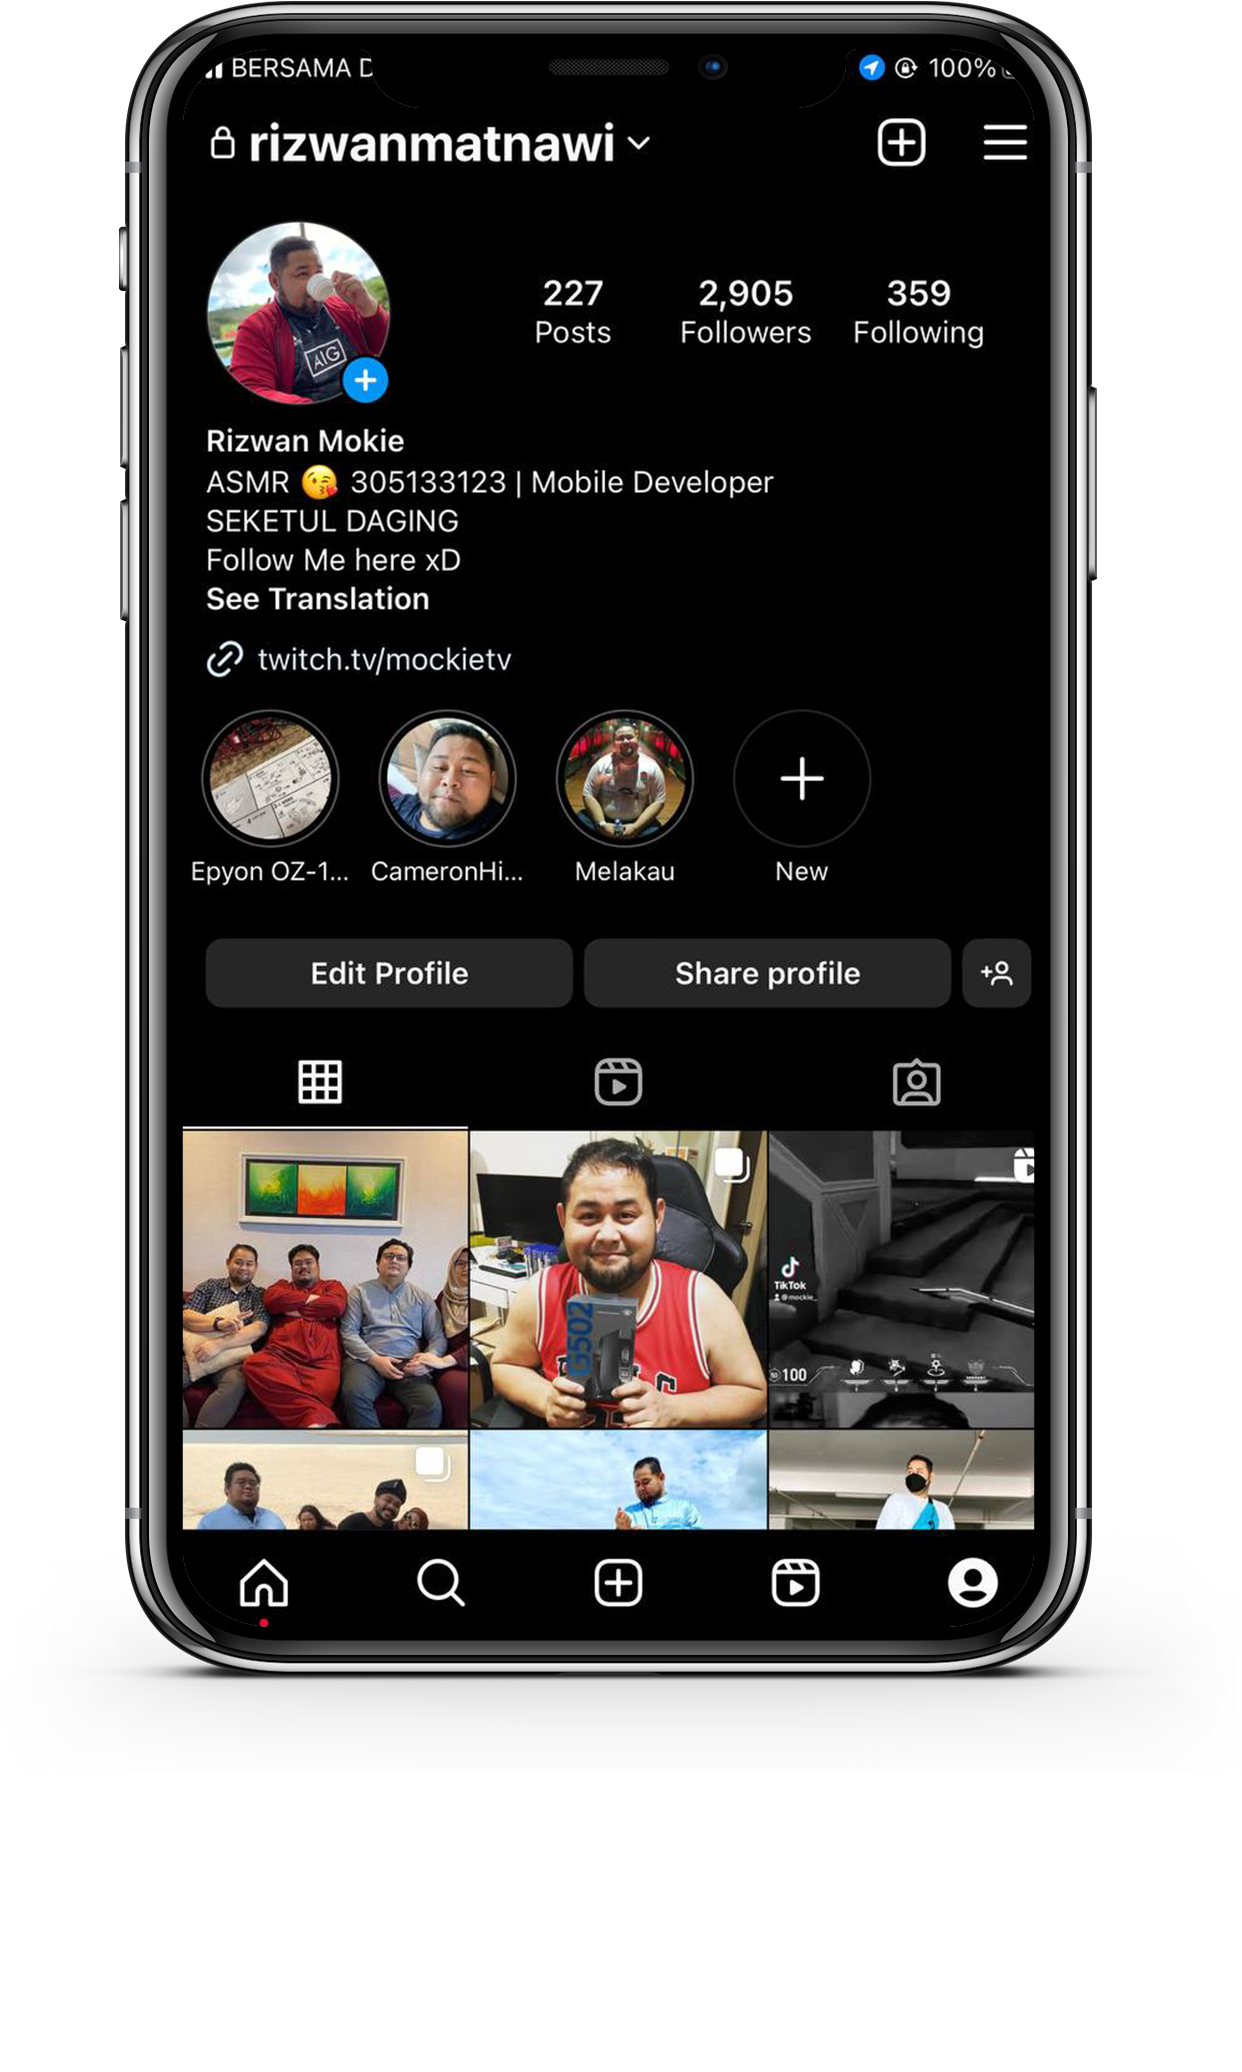 BERSAMA D
100%
rizwanmatnawi
AIG
227
Posts
2,905
Followers
359
Following
Rizwan Mokie
ASMR 😘 305133123 | Mobile Developer
SEKETUL DAGING
Follow Me here xD
See Translation
twitch.tv/mockietv
Epyon OZ-1...
CameronHi...
Melakau
New
Edit Profile
Share profile
G502
TikTok
@mockie_
100